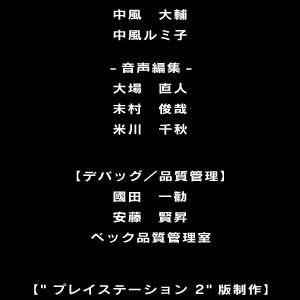 中風　大輔
中風ルミ子
－音声編集－
大場　直人
末村　俊哉
米川　千秋
【デバッグ／品質管理】
國田　一勧
安藤　賢昇
ベック品質管理室
【"プレイステーション 2"版制作】